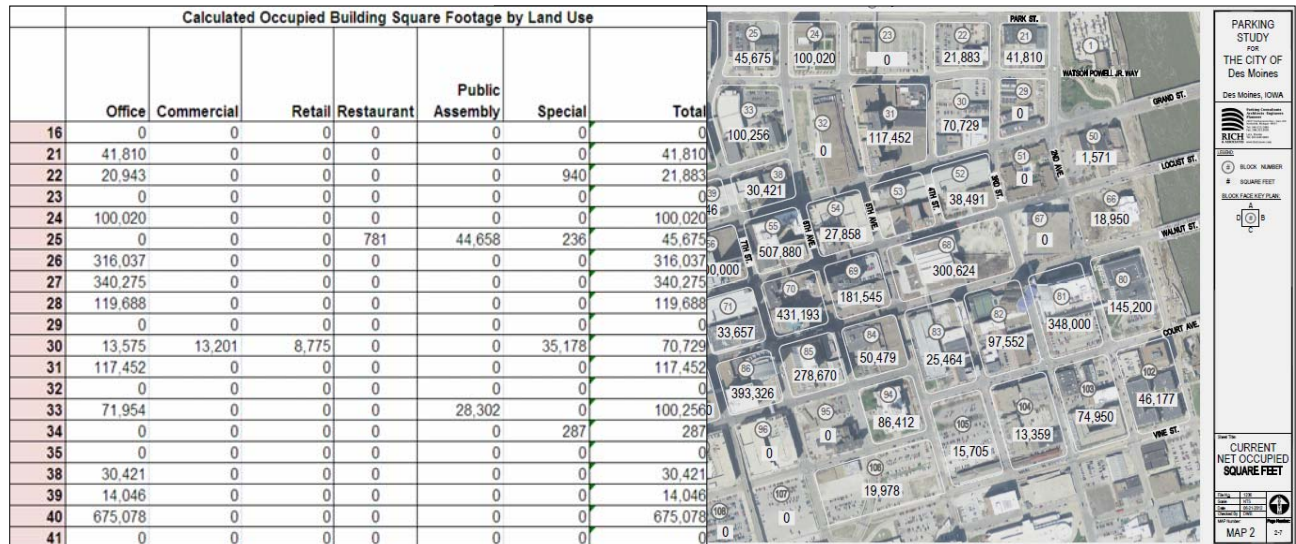 Calculated Occupied Building Square Footage by Land Use
Office Commercial Retail Restaurant Public Assembly Special Total
16 0 0 0 0 0 0 0
21 41,810 0 0 0 0 0 41,810
22 20,943 0 0 0 0 940 21,883
23 0 0 0 0 0 0 0
24 100,020 0 0 0 0 0 100,020
25 0 0 0 781 44,658 236 45,675
26 316,037 0 0 0 0 0 316,037
27 340,275 0 0 0 0 0 340,275
28 119,688 0 0 0 0 0 119,688
29 0 0 0 0 0 0 0
30 13,575 13,201 8,775 0 0 35,178 70,729
31 117,452 0 0 0 0 0 117,452
32 0 0 0 0 0 0 0
33 71,954 0 0 0 28,302 0 100,256
34 0 0 0 0 0 287 287
35 0 0 0 0 0 0 0
38 30,421 0 0 0 0 0 30,421
39 14,046 0 0 0 0 0 14,046
40 675,078 0 0 0 0 0 675,078
41 0 0 0 0 0 0 0
PARK ST.
25 24 23 22 21 1
45,675 100,020 0 21,883 41,810
WATSON POWELL JR. WAY
33 32 31 30 29
100,256 0 117,452 70,729 0
GRAND ST.
50
1,571
LOCUST ST.
2ND AVE.
39 38 53 52 51
46 30,421 38,491 0
3RD ST.
4TH ST.
5TH AVE.
6TH AVE.
7TH ST.
55 54 67 66
507,880 27,858 0 18,950
WALNUT ST.
56
00,000
71 70 69 68
33,657 431,193 181,545 300,624
81 80
348,000 145,200
COURT AVE.
86 85 84 83 82
393,326 278,670 50,479 25,464 97,552
96 95 94 105 104 103 102
0 0 86,412 15,705 13,359 74,950 46,177
VINE ST.
108 107 106
0 0 19,978
PARKING
STUDY
FOR
THE CITY OF
Des Moines
Des Moines, IOWA
RICH
LEGEND:
# BLOCK NUMBER
# SQUARE FEET
BLOCK FACE KEY PLAN:
A
D # B
C
CURRENT
NET OCCUPIED
SQUARE FEET
MAP 2 2-7